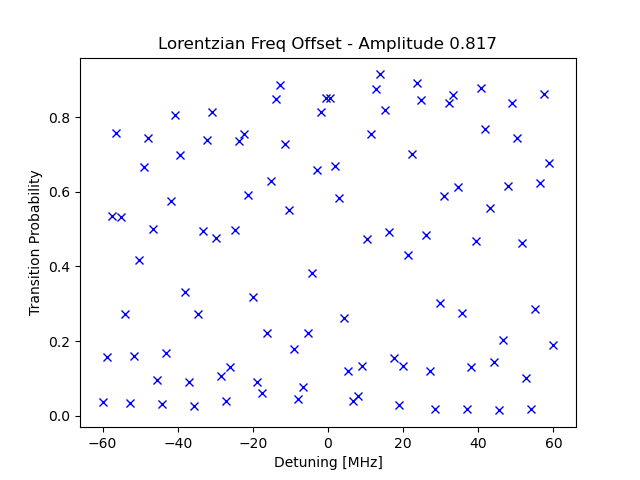 Lorentzian Freq Offset - Amplitude 0.817
Transition Probability
0.8
0.6
0.4
0.2
0.0
−60 −40 −20 0 20 40 60
Detuning [MHz]